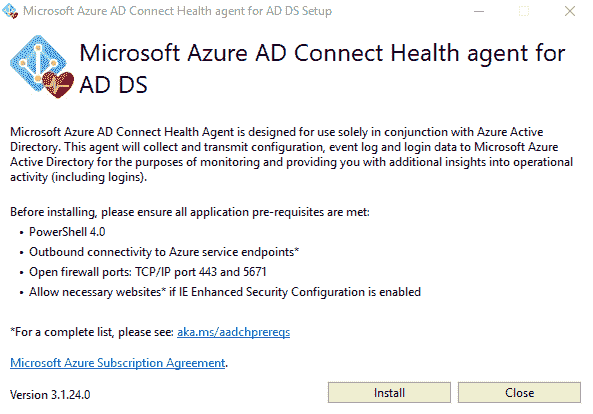 Microsoft Azure AD Connect Health agent for AD DS Setup
Microsoft Azure AD Connect Health agent for
AD DS
Microsoft Azure AD Connect Health Agent is designed for use solely in conjunction with Azure Active
Directory. This agent will collect and transmit configuration, event log and login data to Microsoft Azure
Active Directory for the purposes of monitoring and providing you with additional insights into operational
activity (including logins).
Before installing, please ensure all application pre-requisites are met:
• PowerShell 4.0
• Outbound connectivity to Azure service endpoints*
• Open firewall ports: TCP/IP port 443 and 5671
• Allow necessary websites* if IE Enhanced Security Configuration is enabled
*For a complete list, please see: aka.ms/aadchprereqs
Microsoft Azure Subscription Agreement.
Version 3.1.24.0
Install
Close